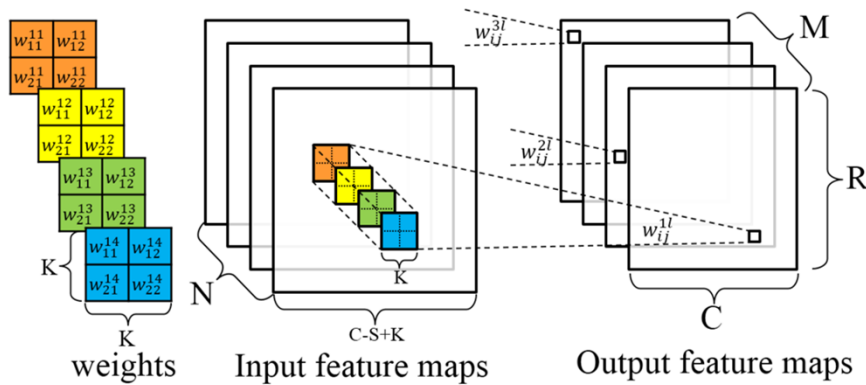 w_{11}^{11} w_{12}^{11}
w_{21}^{11} w_{22}^{11}
w_{11}^{12} w_{12}^{12}
w_{21}^{12} w_{22}^{12}
w_{11}^{13} w_{12}^{13}
w_{21}^{13} w_{22}^{13}
w_{11}^{14} w_{12}^{14}
w_{21}^{14} w_{22}^{14}
K
K
weights
N
K
C-S+K
Input feature maps
w_{ij}^{3l}
w_{ij}^{2l}
w_{ij}^{1l}
M
R
C
Output feature maps